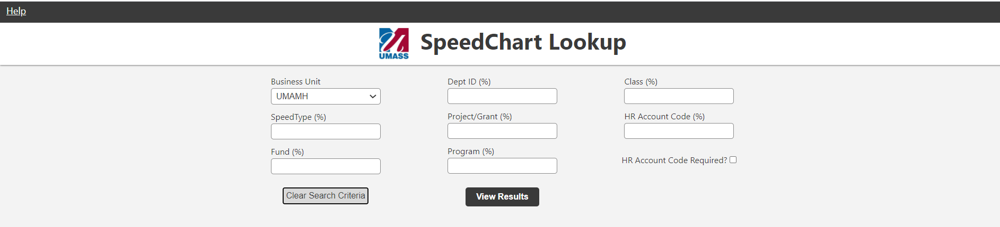 Help
UMASS
SpeedChart Lookup
Business Unit
Dept ID (%)
Class (%)
UMAMH
SpeedType (%)
Project/Grant (%)
HR Account Code (%)
Fund (%)
Program (%)
HR Account Code Required?
Clear Search Criteria
View Results